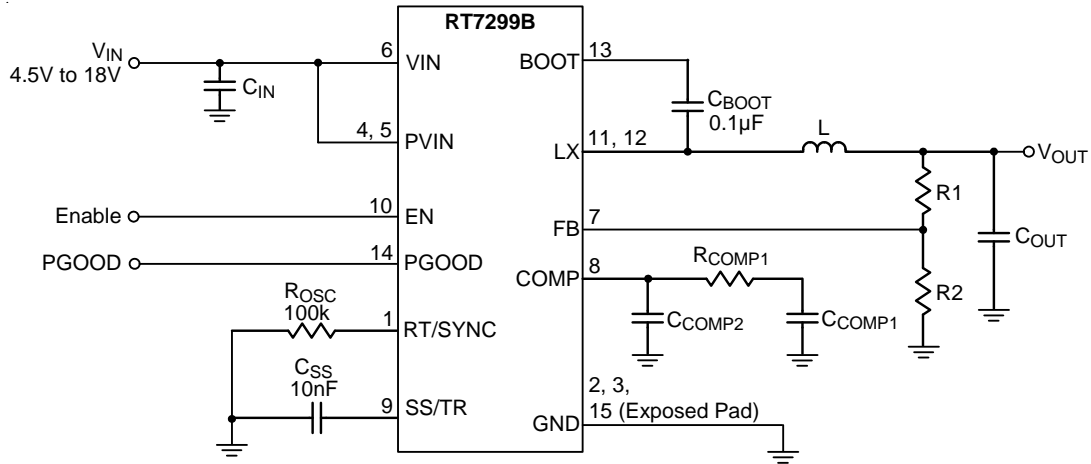 RT7299B
VIN
4.5V to 18V
6
VIN
CIN
4, 5
PVIN
Enable
10
EN
PGOOD
14
PGOOD
ROSC
100k
1
RT/SYNC
CSS
10nF
9
SS/TR
BOOT
13
CBOOT
0.1µF
LX
11, 12
L
VOUT
R1
FB
7
COUT
COMP
8
RCOMP1
R2
CCOMP2
CCOMP1
2, 3,
GND
15 (Exposed Pad)